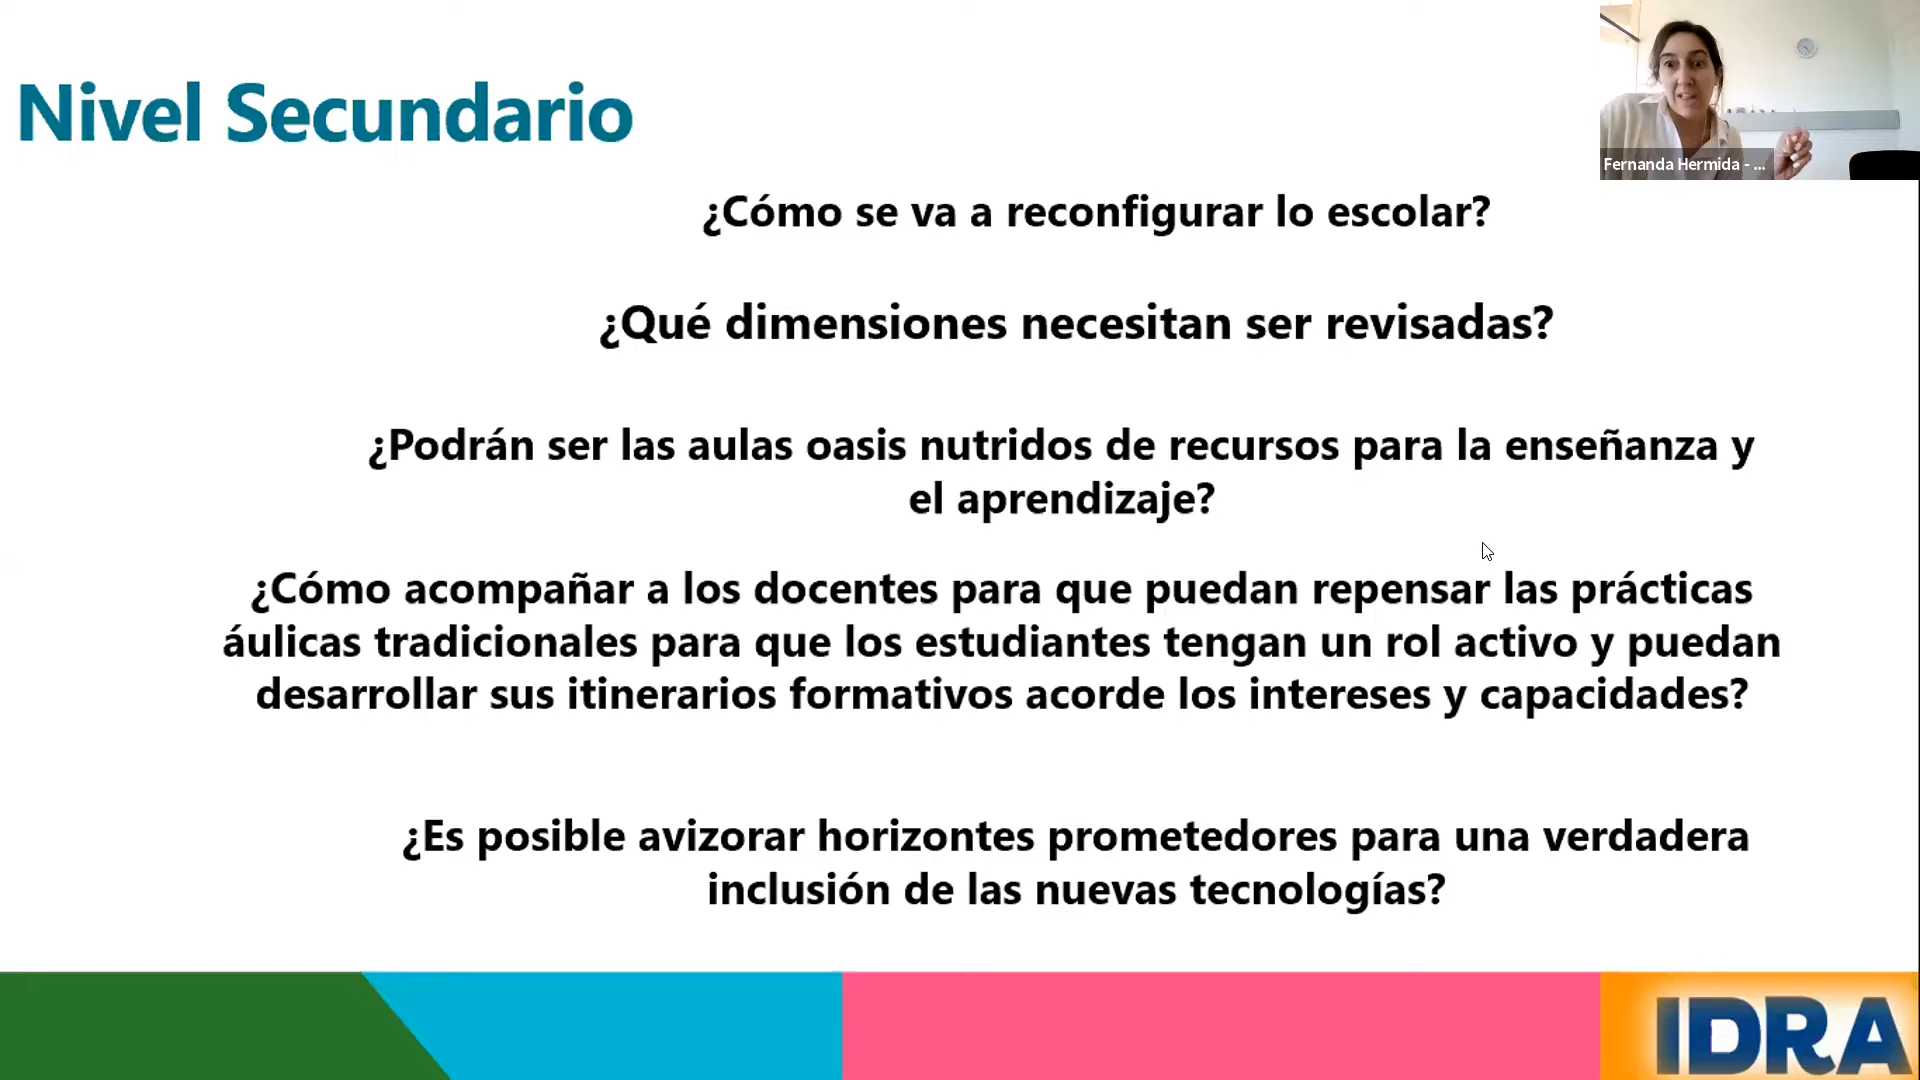 Nivel Secundario
Fernanda Hermida - ...
¿Cómo se va a reconfigurar lo escolar?
¿Qué dimensiones necesitan ser revisadas?
¿Podrán ser las aulas oasis nutridos de recursos para la enseñanza y
el aprendizaje?
¿Cómo acompañar a los docentes para que puedan repensar las prácticas
áulicas tradicionales para que los estudiantes tengan un rol activo y puedan
desarrollar sus itinerarios formativos acorde los intereses y capacidades?
¿Es posible avizorar horizontes prometedores para una verdadera
inclusión de las nuevas tecnologías?
IDRA